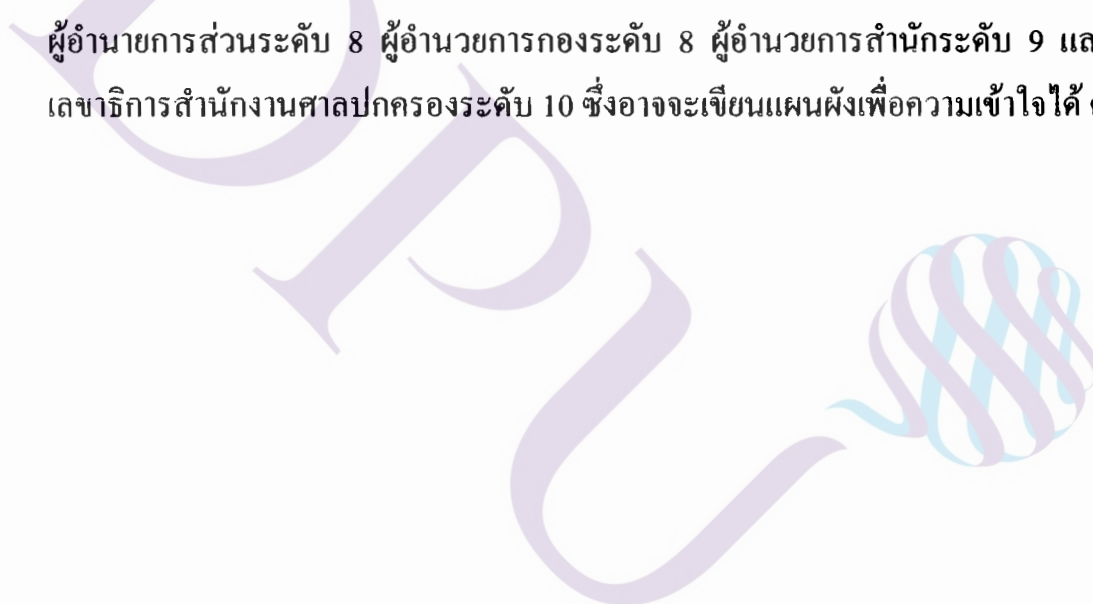 ผู้อำนายการส่วนระดับ 8 ผู้อำนวยการกองระดับ 8 ผู้อำนวยการสำนักระดับ 9 และ
เลขาธิการสำนักงานศาลปกครองระดับ 10 ซึ่งอาจจะเขียนแผนผังเพื่อความเข้าใจได้
DPU